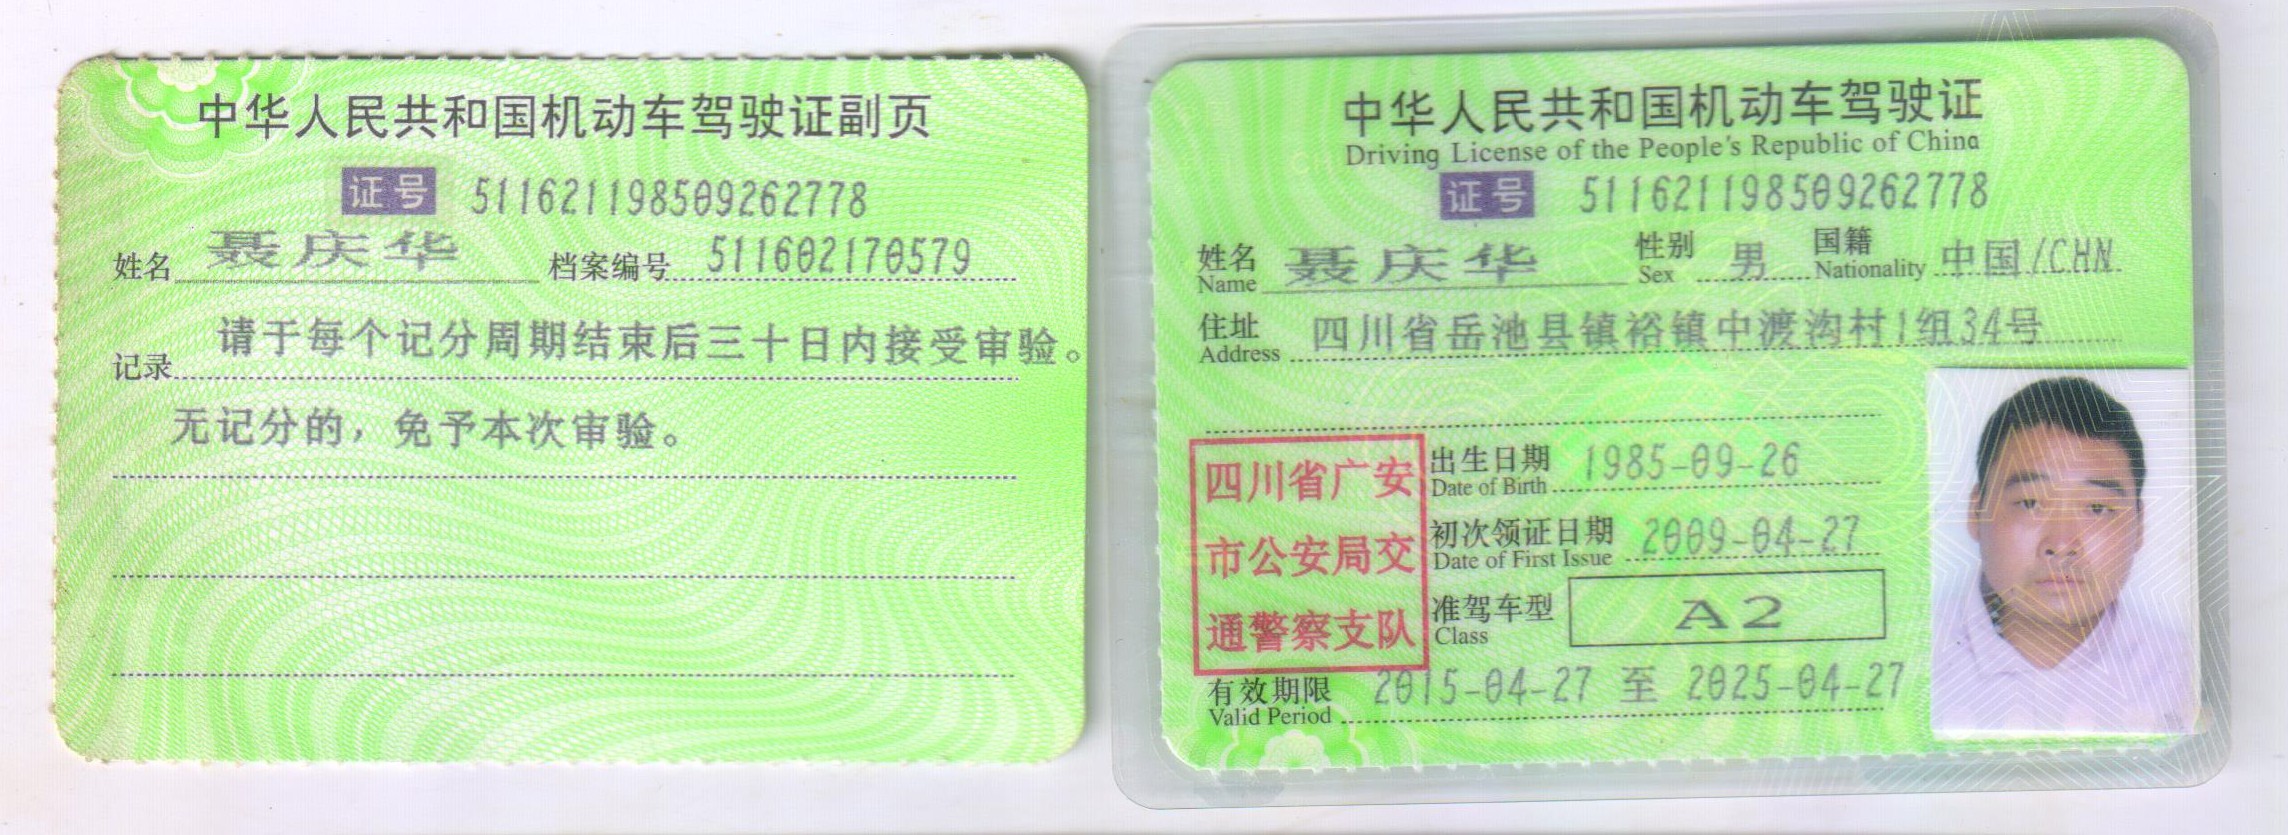 中华人民共和国机动车驾驶证副页
证号 511621198509262778
姓名 聂庆华 档案编号 511602170579
记录 请于每个记分周期结束后三十日内接受审验。
无记分的，免予本次审验。
中华人民共和国机动车驾驶证
Driving License of the People's Republic of China
证号 511621198509262778
姓名 聂庆华 性别 男 国籍 中国/CHN
Name Sex Nationality
住址 四川省岳池县镇裕镇中渡沟村1组34号
Address
四川省广安
市公安局交
通警察支队
出生日期 1985-09-26
Date of Birth
初次领证日期 2009-04-27
Date of First Issue
准驾车型 A2
Class
有效期限 2015-04-27 至 2025-04-27
Valid Period